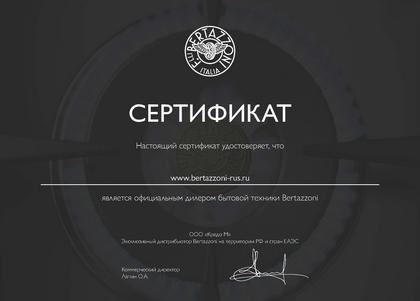 F.LLI BERTAZZONI
ITALIA
СЕРТИФИКАТ
Настоящий сертификат удостоверяет, что
www.bertazzoni-rus.ru
является официальным дилером бытовой техники Bertazzoni
ООО «Кредо М»
Эксклюзивный дистрибьютор Bertazzoni на территории РФ и стран ЕАЭС
Коммерческий директор
Лягин О.А.